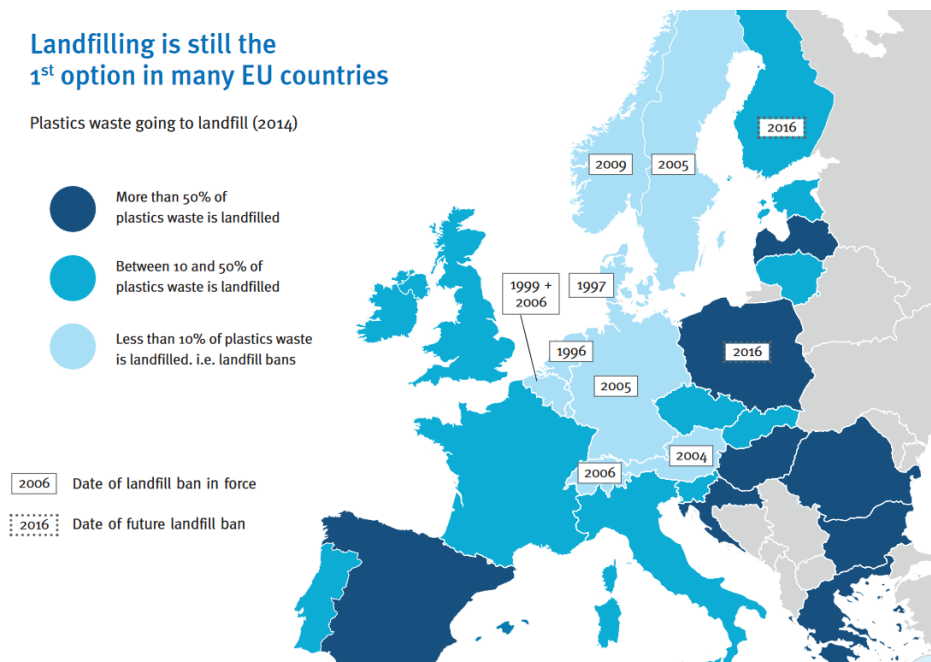 Landfilling is still the
1st option in many EU countries
Plastics waste going to landfill (2014)
More than 50% of
plastics waste is landfilled
Between 10 and 50% of
plastics waste is landfilled
Less than 10% of plastics waste
is landfilled. i.e. landfill bans
2006 Date of landfill ban in force
2016 Date of future landfill ban
2016
2009
2005
1999 +
2006
1997
1996
2016
2005
2004
2006